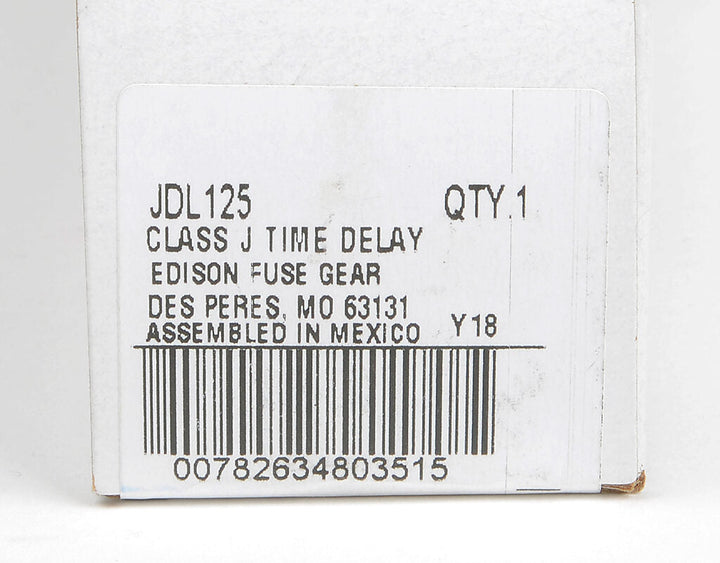 JDL125 QTY.1
CLASS J TIME DELAY
EDISON FUSE GEAR
DES PERES, MO 63131
ASSEMBLED IN MEXICO Y18
00782634803515